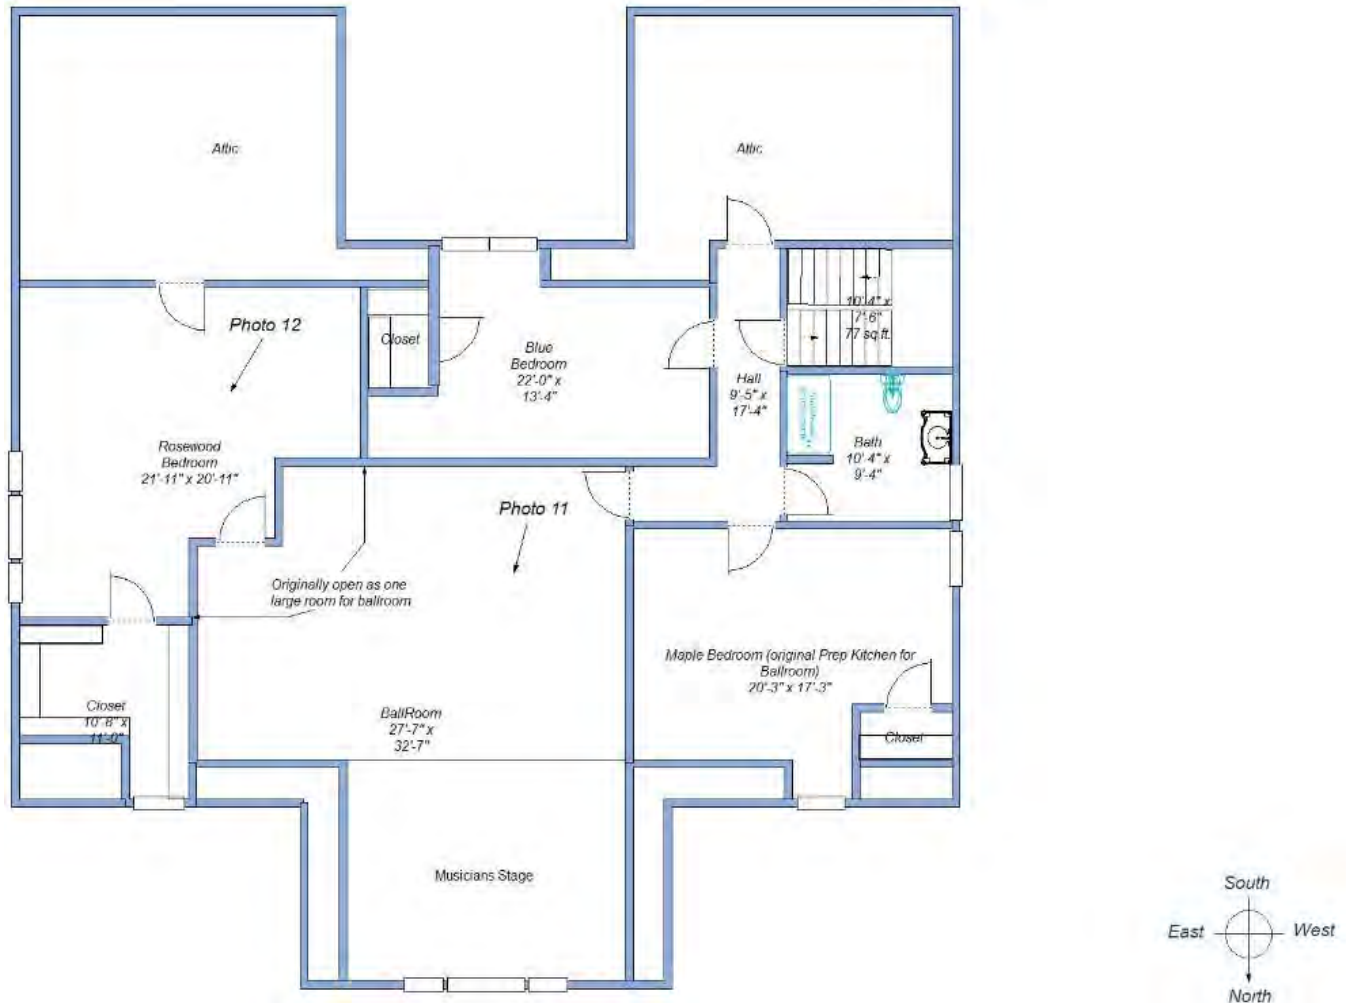 Attic
Attic
Photo 12
10'-4" x
7'-6"
77 sq.ft.
Closet
Blue
Bedroom
22'-0" x
13'-4"
Hall
9'-5" x
17'-4"
Rosewood
Bedroom
21'-11" x 20'-11"
Bath
10'-4" x
9'-4"
Photo 11
Originally open as one
large room for ballroom
Maple Bedroom (original Prep Kitchen for
Ballroom)
20'-3" x 17'-3"
Closet
10'-8" x
11'-0"
BallRoom
27'-7" x
32'-7"
Closet
Musicians Stage
South
East
West
North